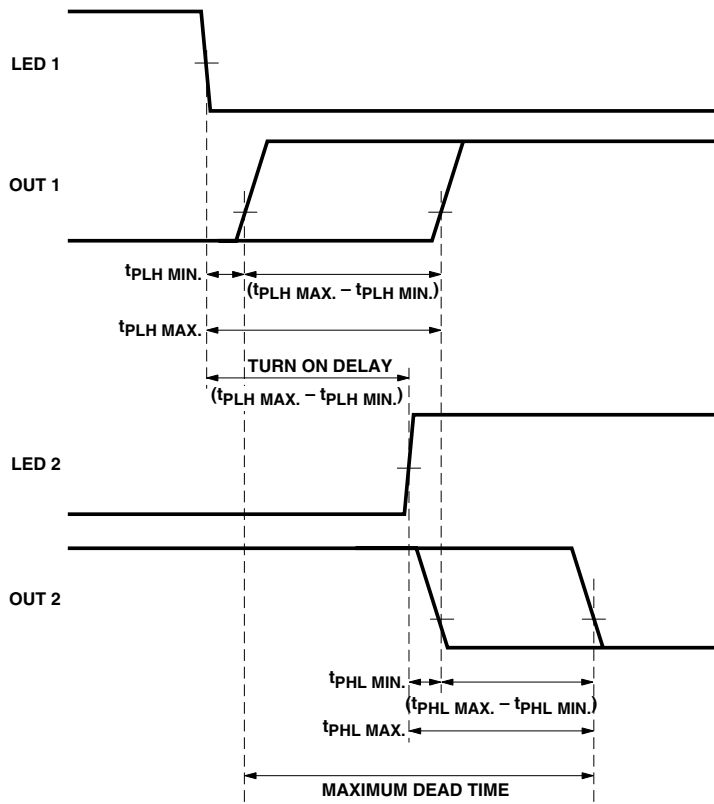 LED 1
OUT 1
tPLH MIN.
(tPLH MAX. – tPLH MIN.)
tPLH MAX.
TURN ON DELAY
(tPLH MAX. – tPLH MIN.)
LED 2
OUT 2
tPHL MIN.
(tPHL MAX. – tPHL MIN.)
tPHL MAX.
MAXIMUM DEAD TIME